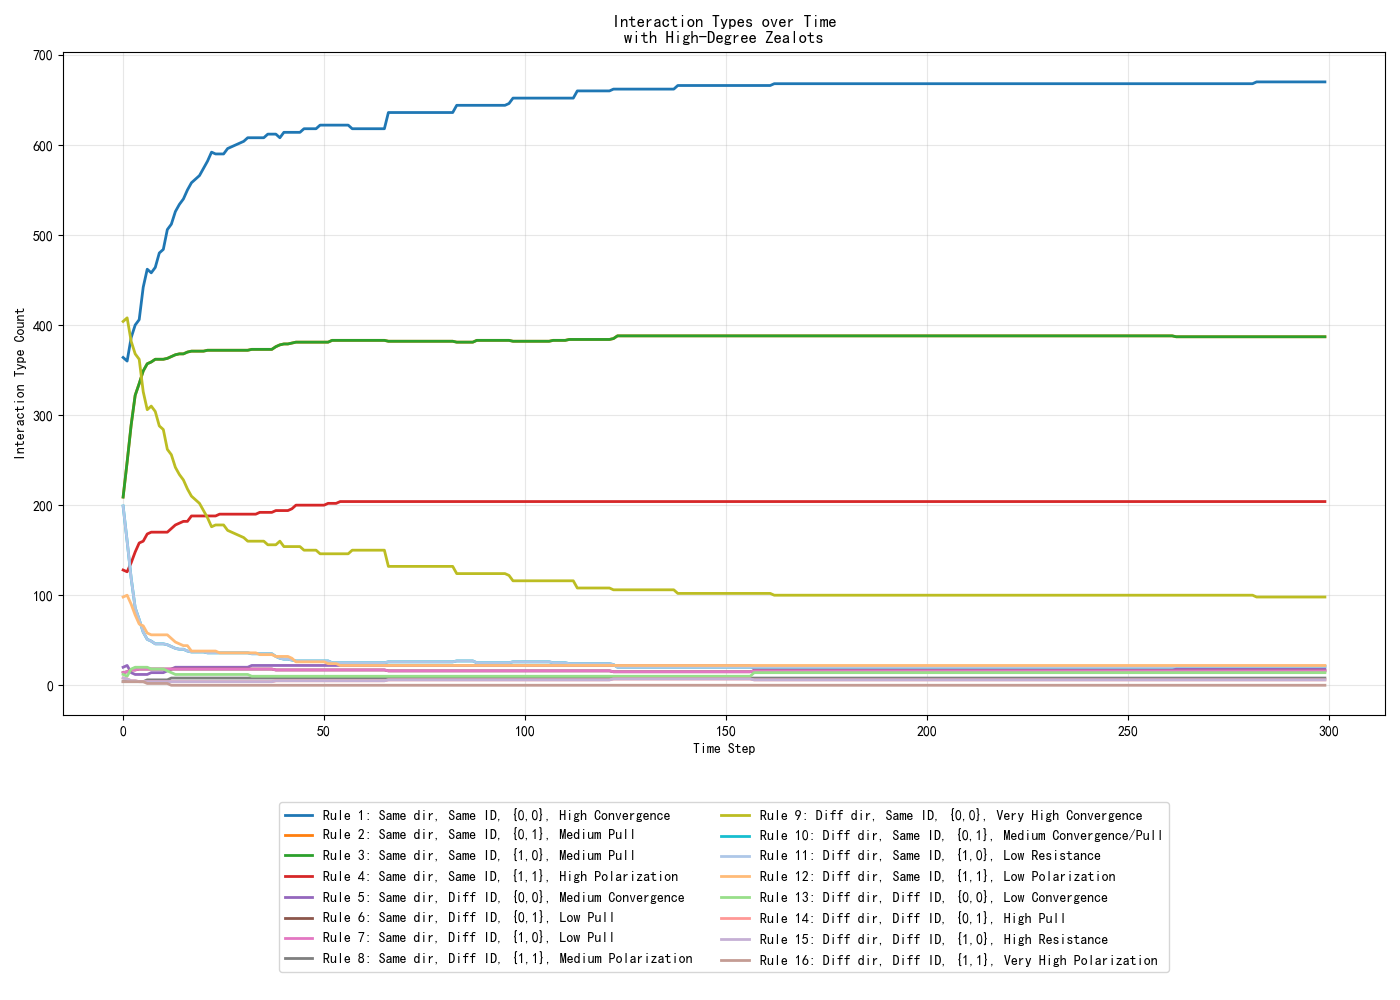 Interaction Types over Time
with High-Degree Zealots
Interaction Type Count
700
600
500
400
300
200
100
0
0
50
100
150
200
250
300
Time Step
Rule 1: Same dir, Same ID, {0,0}, High Convergence
Rule 2: Same dir, Same ID, {0,1}, Medium Pull
Rule 3: Same dir, Same ID, {1,0}, Medium Pull
Rule 4: Same dir, Same ID, {1,1}, High Polarization
Rule 5: Same dir, Diff ID, {0,0}, Medium Convergence
Rule 6: Same dir, Diff ID, {0,1}, Low Pull
Rule 7: Same dir, Diff ID, {1,0}, Low Pull
Rule 8: Same dir, Diff ID, {1,1}, Medium Polarization
Rule 9: Diff dir, Same ID, {0,0}, Very High Convergence
Rule 10: Diff dir, Same ID, {0,1}, Medium Convergence/Pull
Rule 11: Diff dir, Same ID, {1,0}, Low Resistance
Rule 12: Diff dir, Same ID, {1,1}, Low Polarization
Rule 13: Diff dir, Diff ID, {0,0}, Low Convergence
Rule 14: Diff dir, Diff ID, {0,1}, High Pull
Rule 15: Diff dir, Diff ID, {1,0}, High Resistance
Rule 16: Diff dir, Diff ID, {1,1}, Very High Polarization